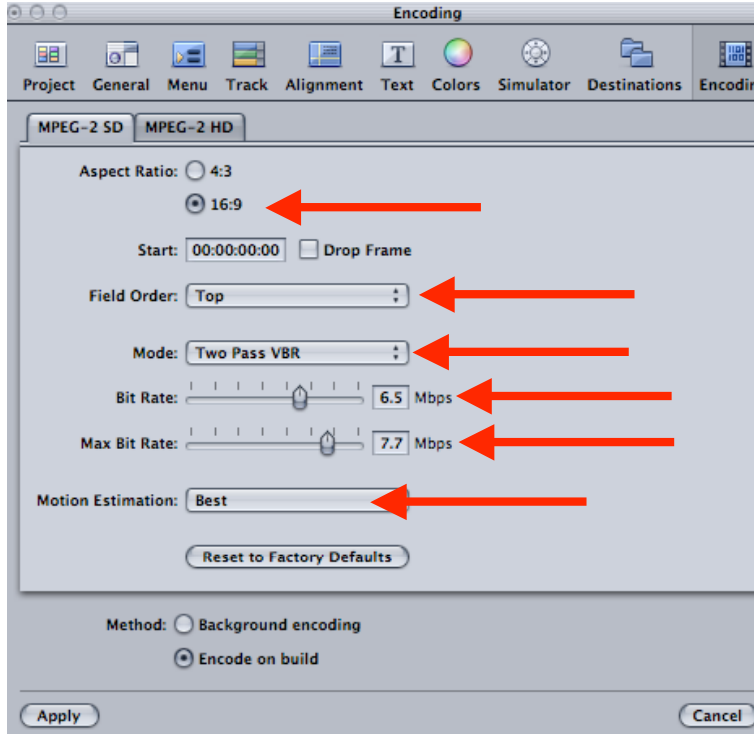 Encoding
Project General Menu Track Alignment Text Colors Simulator Destinations Encodin
MPEG-2 SD MPEG-2 HD
Aspect Ratio: 4:3
16:9
Start: 00:00:00:00 Drop Frame
Field Order: Top
Mode: Two Pass VBR
Bit Rate: 6.5 Mbps
Max Bit Rate: 7.7 Mbps
Motion Estimation: Best
Reset to Factory Defaults
Method: Background encoding
Encode on build
Apply Cancel